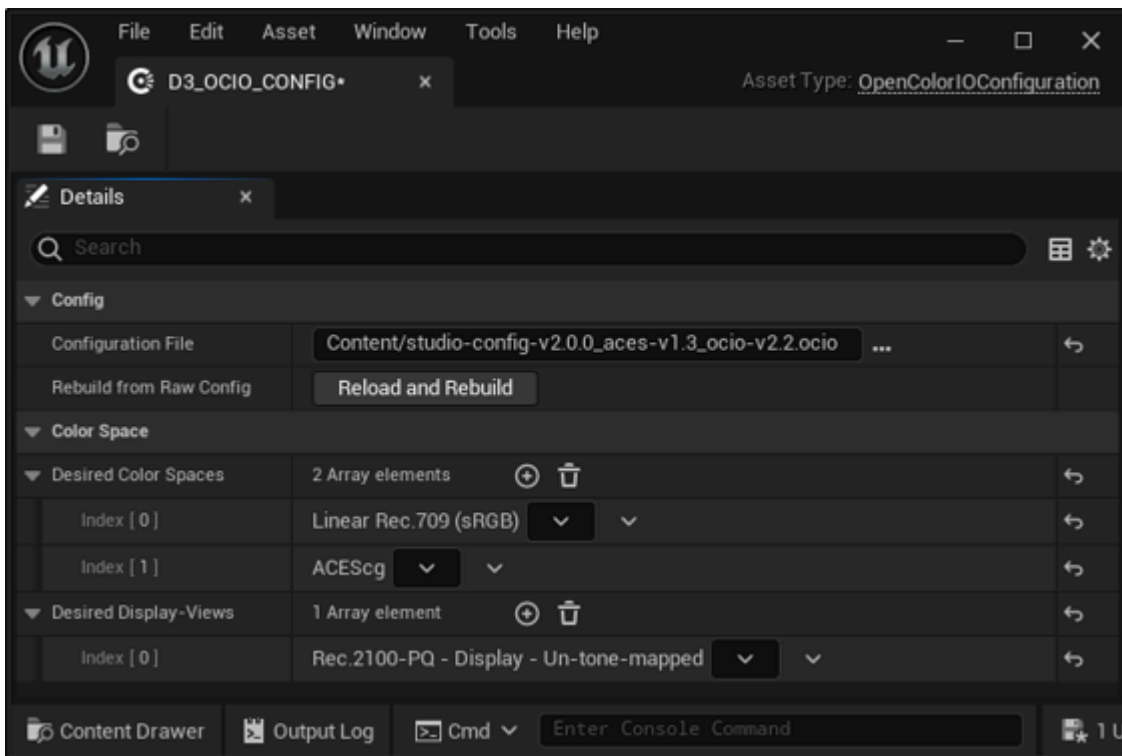 File Edit Asset Window Tools Help
D3_OCIO_CONFIG*
Asset Type: OpenColorIOConfiguration
Details
Search
Config
Configuration File Content/studio-config-v2.0.0_aces-v1.3_ocio-v2.2.ocio ...
Rebuild from Raw Config Reload and Rebuild
Color Space
Desired Color Spaces 2 Array elements
Index [ 0 ] Linear Rec.709 (sRGB)
Index [ 1 ] ACEScg
Desired Display-Views 1 Array element
Index [ 0 ] Rec.2100-PQ - Display - Un-tone-mapped
Content Drawer Output Log Cmd Enter Console Command 1 U